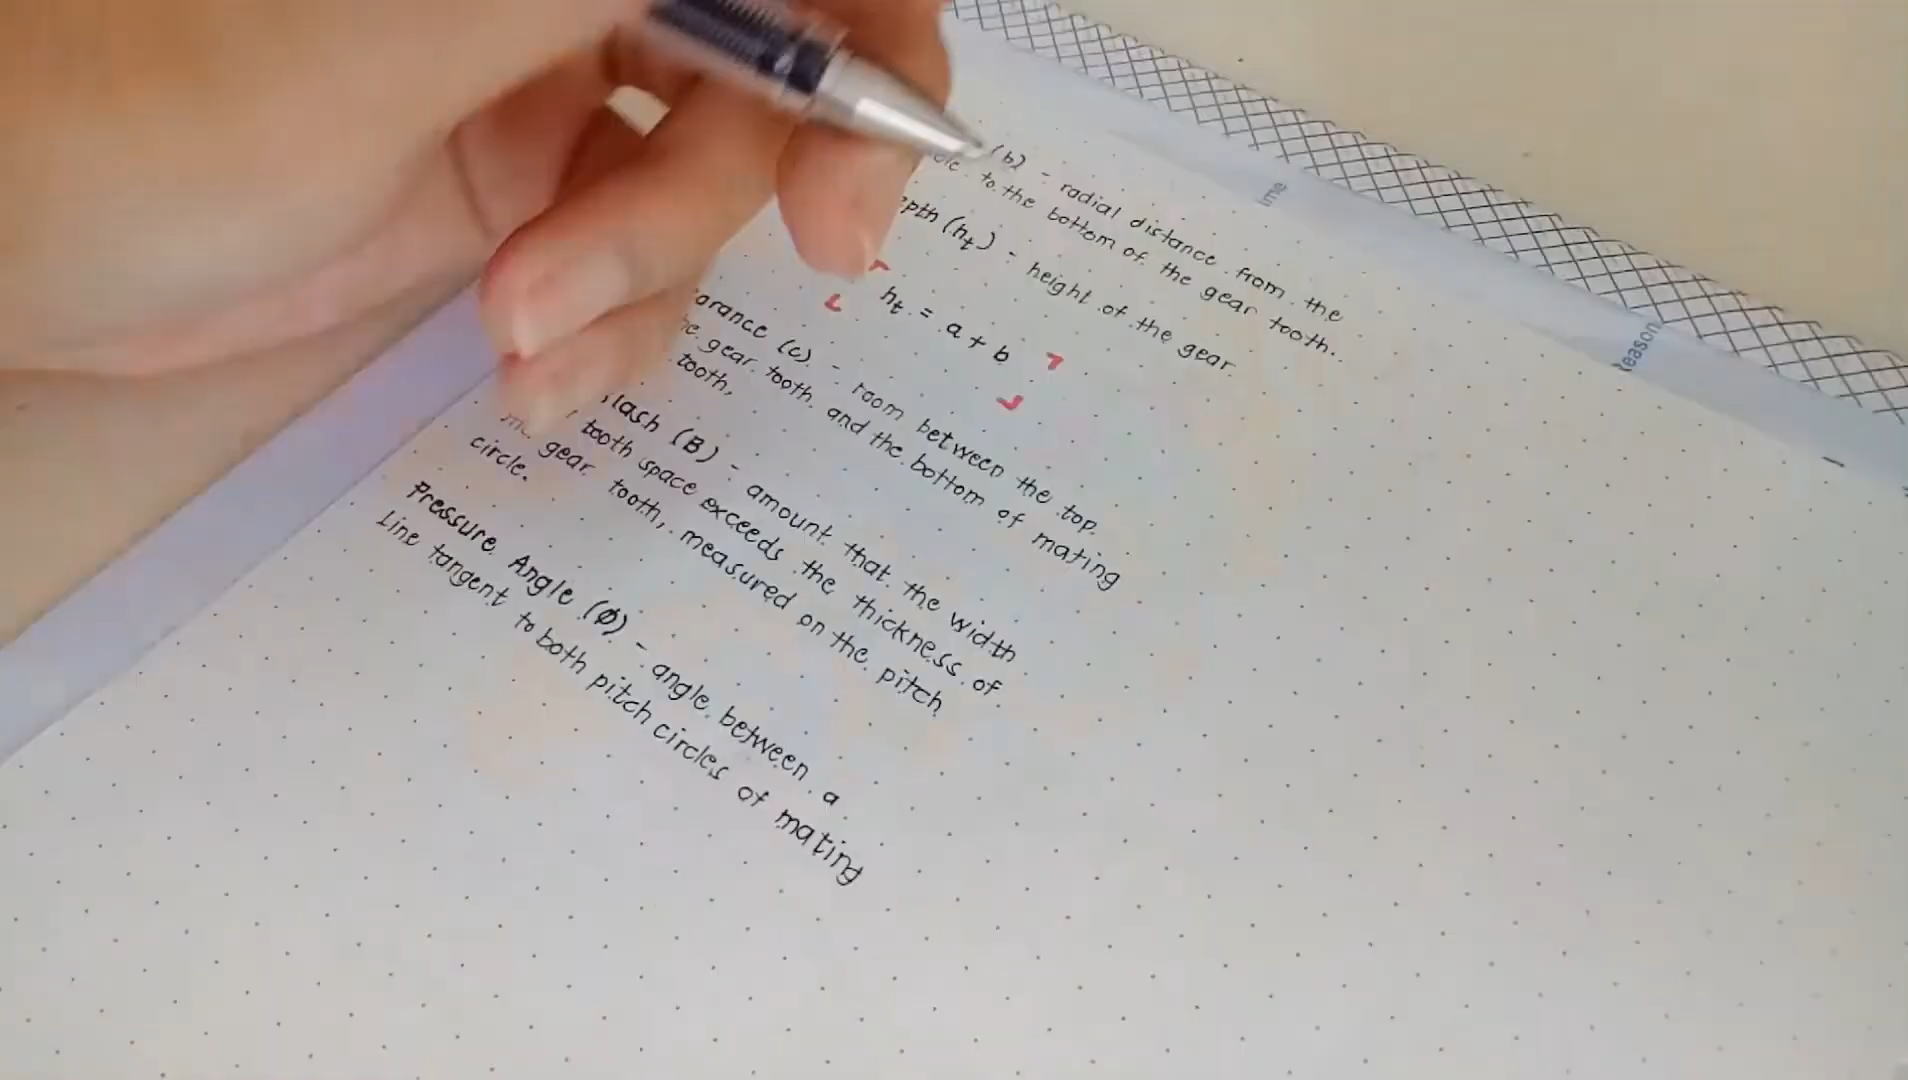 (b) - radial distance from the
to the bottom of the gear tooth.
(ht) - height of the gear
ht = a + b
(c) - room between the top
gear tooth and the bottom of mating
tooth,
(B) - amount that the width
tooth space exceeds the thickness of
gear tooth, measured on the pitch
circle.
Pressure Angle (Φ) - angle between a
Line tangent to both pitch circles of mating